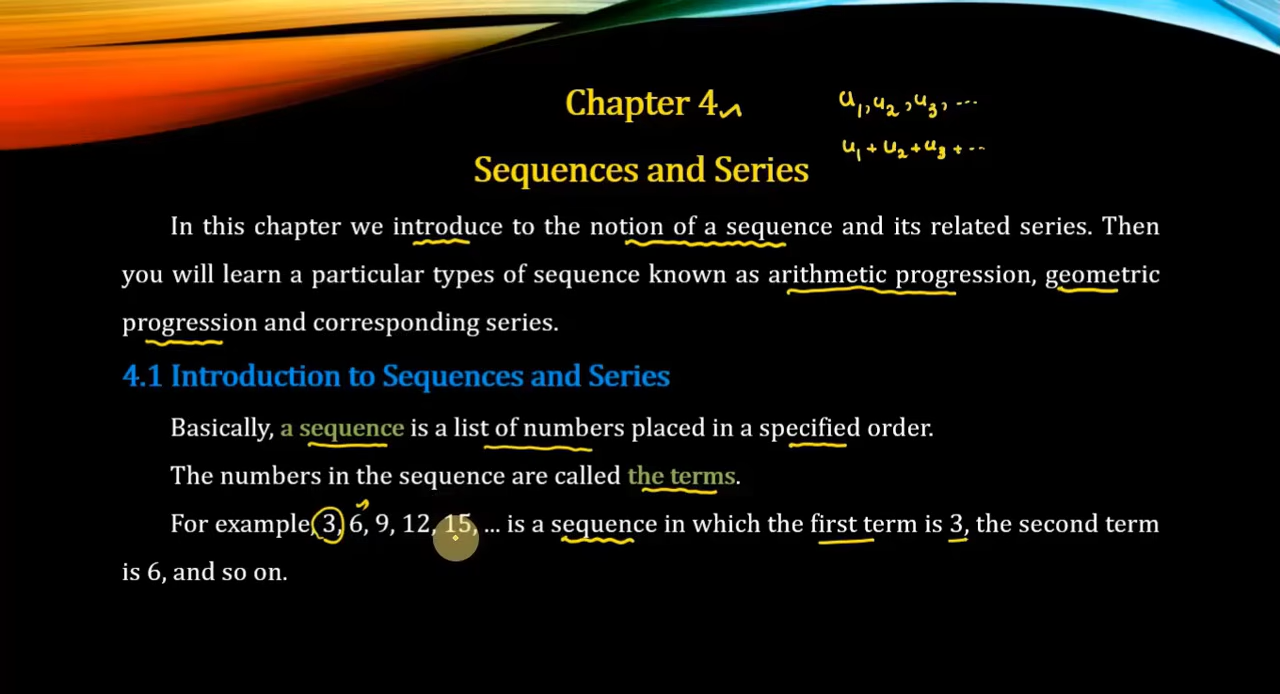 Chapter 4
u₁, u₂, u₃, ...
u₁ + u₂ + u₃ + ...
Sequences and Series
In this chapter we introduce to the notion of a sequence and its related series. Then
you will learn a particular types of sequence known as arithmetic progression, geometric
progression and corresponding series.
4.1 Introduction to Sequences and Series
Basically, a sequence is a list of numbers placed in a specified order.
The numbers in the sequence are called the terms.
For example, 3, 6, 9, 12, 15, ... is a sequence in which the first term is 3, the second term
is 6, and so on.